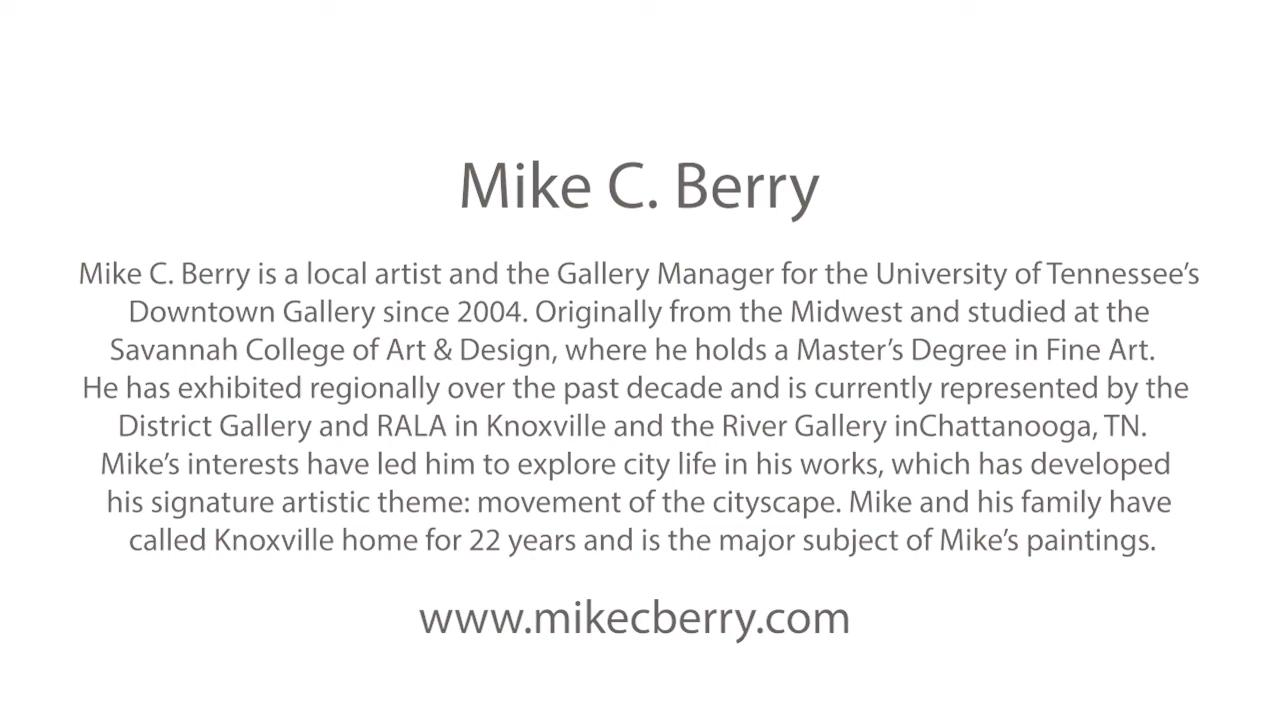 Mike C. Berry
Mike C. Berry is a local artist and the Gallery Manager for the University of Tennessee’s
Downtown Gallery since 2004. Originally from the Midwest and studied at the
Savannah College of Art & Design, where he holds a Master’s Degree in Fine Art.
He has exhibited regionally over the past decade and is currently represented by the
District Gallery and RALA in Knoxville and the River Gallery inChattanooga, TN.
Mike’s interests have led him to explore city life in his works, which has developed
his signature artistic theme: movement of the cityscape. Mike and his family have
called Knoxville home for 22 years and is the major subject of Mike’s paintings.
www.mikecberry.com